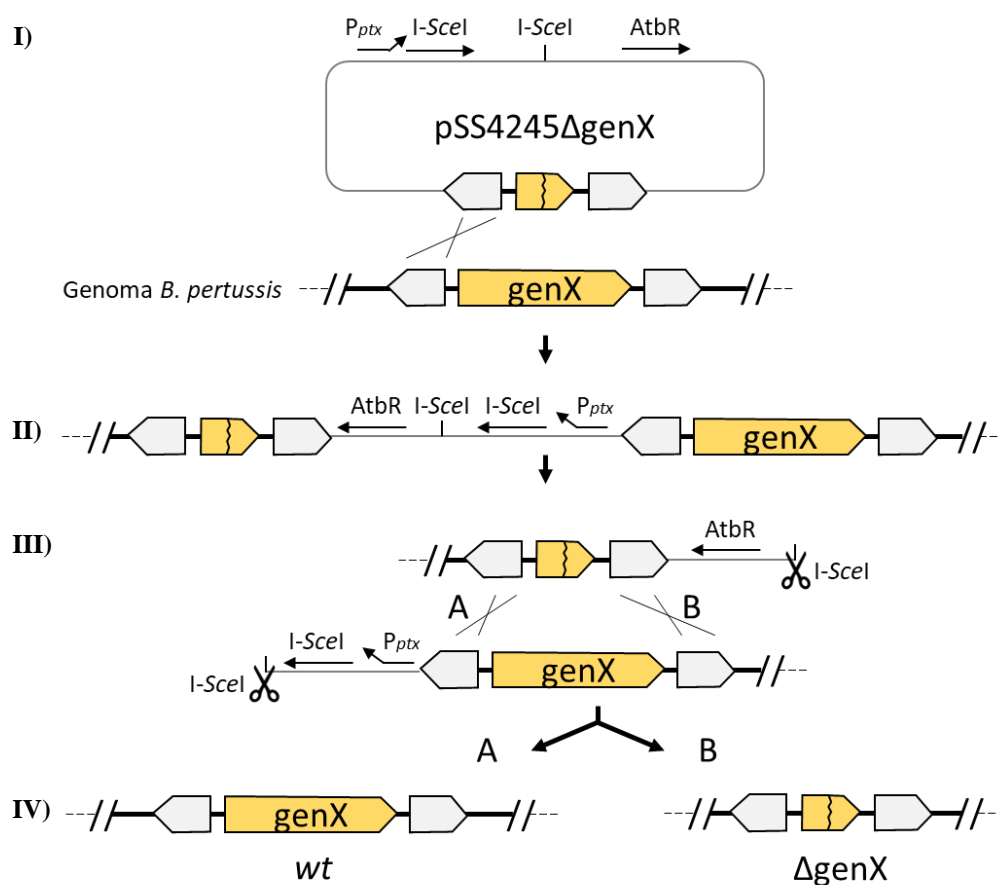 I)
Pptx I-SceI I-SceI AtbR
pSS4245ΔgenX
Genoma B. pertussis genX
II)
AtbR I-SceI I-SceI Pptx
genX
III)
AtbR
I-SceI
A B
I-SceI Pptx
I-SceI
genX
A B
IV)
genX
wt ΔgenX